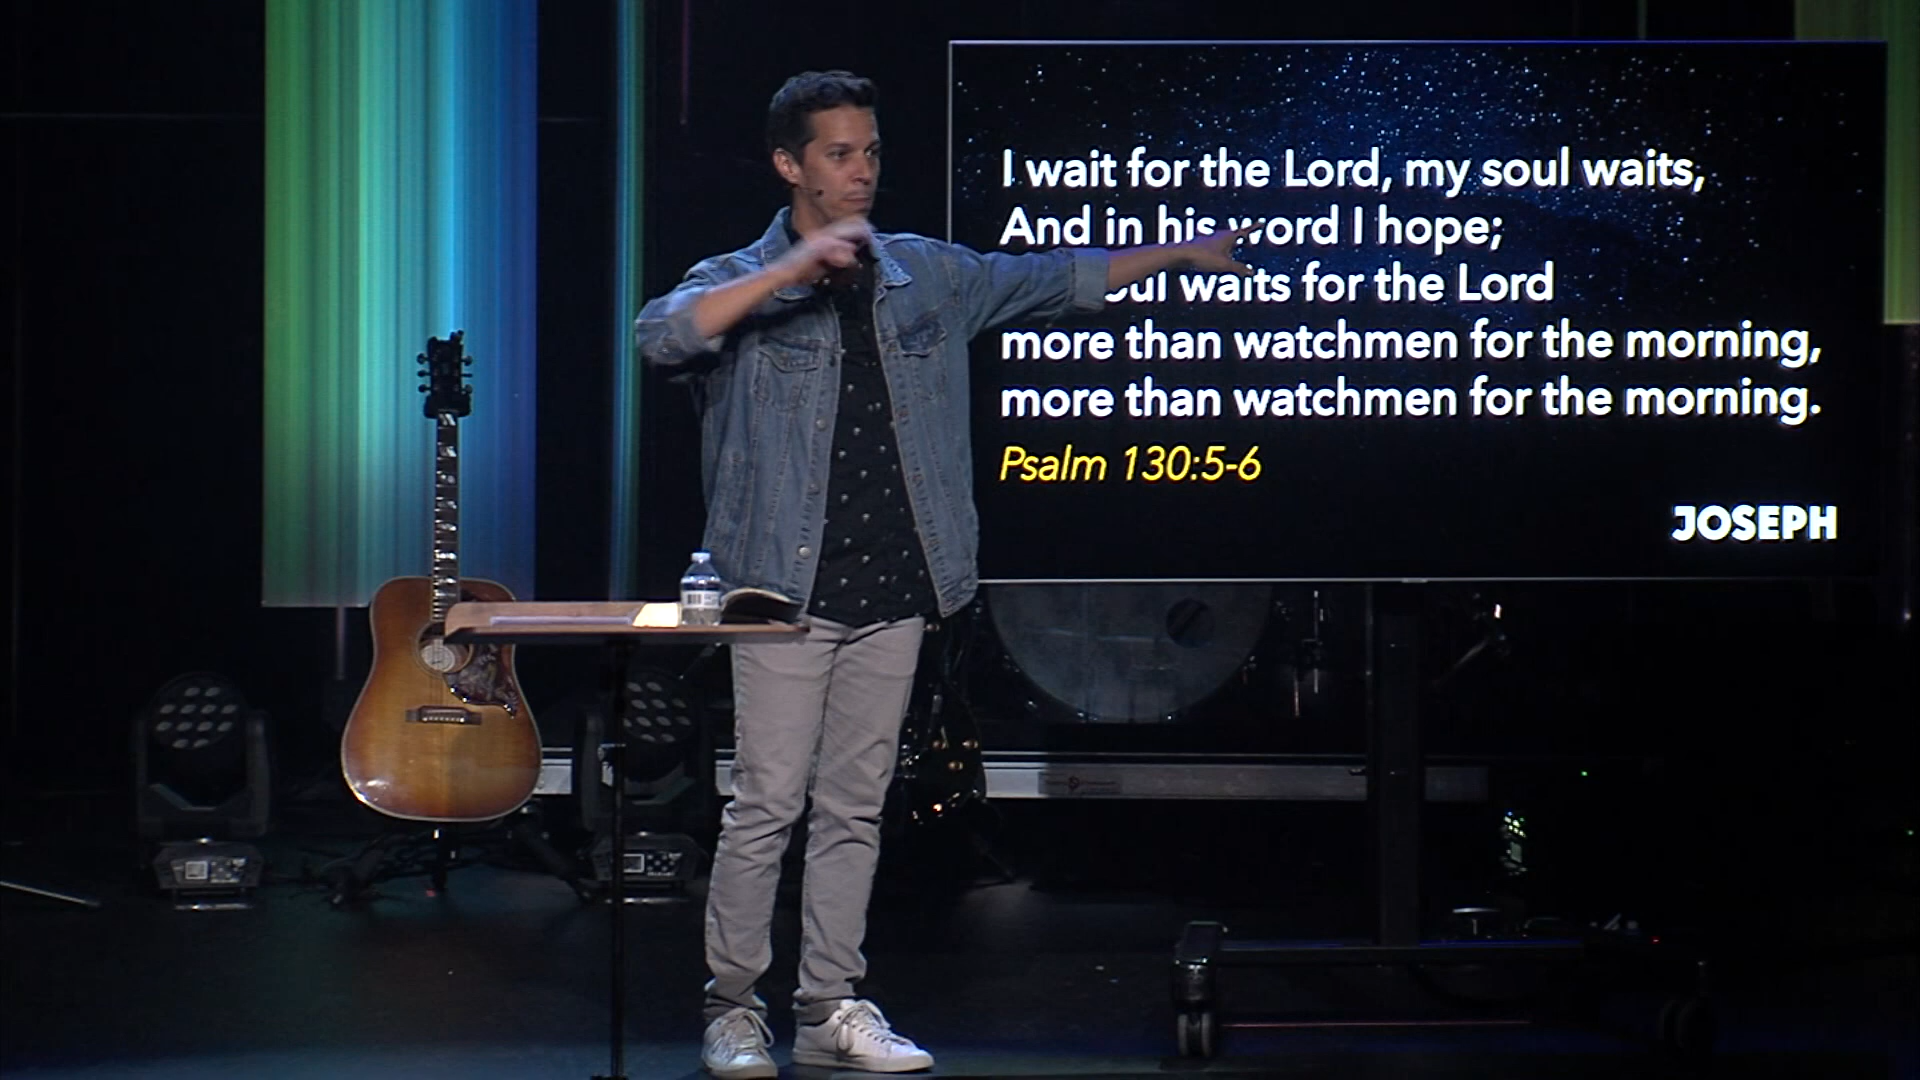 I wait for the Lord, my soul waits,
And in his word I hope;
soul waits for the Lord
more than watchmen for the morning,
more than watchmen for the morning.
Psalm 130:5-6
JOSEPH